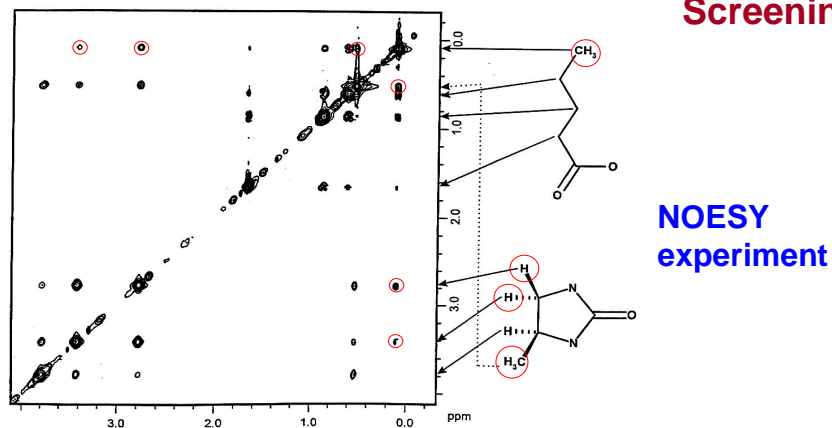 Screenin
0.0
1.0
2.0
3.0
3.0
2.0
1.0
0.0
ppm
CH₃
O
O
NOESY
experiment
H
H
H
H₃C
N
N
O